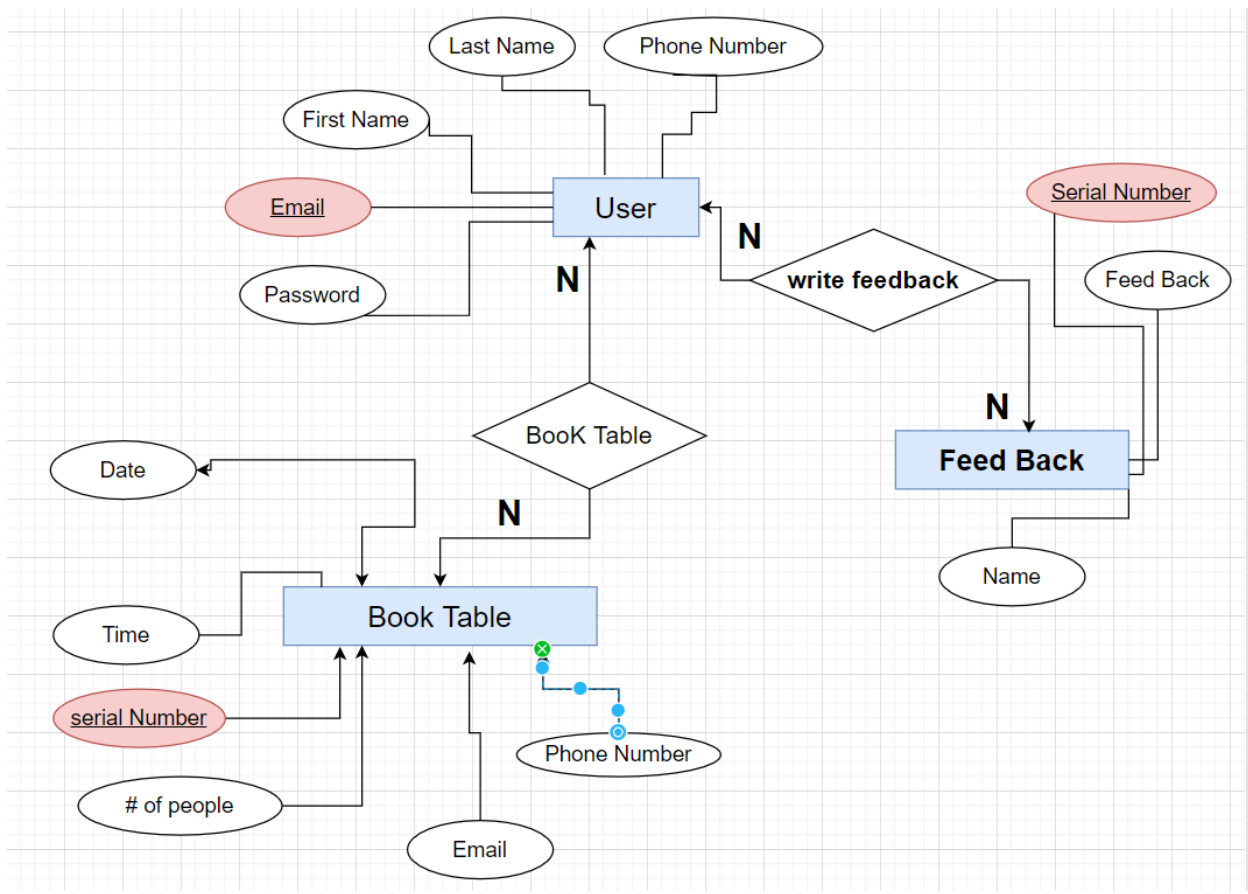 Last Name
Phone Number
First Name
Email
User
Serial Number
N
write feedback
Feed Back
Password
N
N
BooK Table
Feed Back
Date
N
Name
Book Table
Time
serial Number
Phone Number
# of people
Email